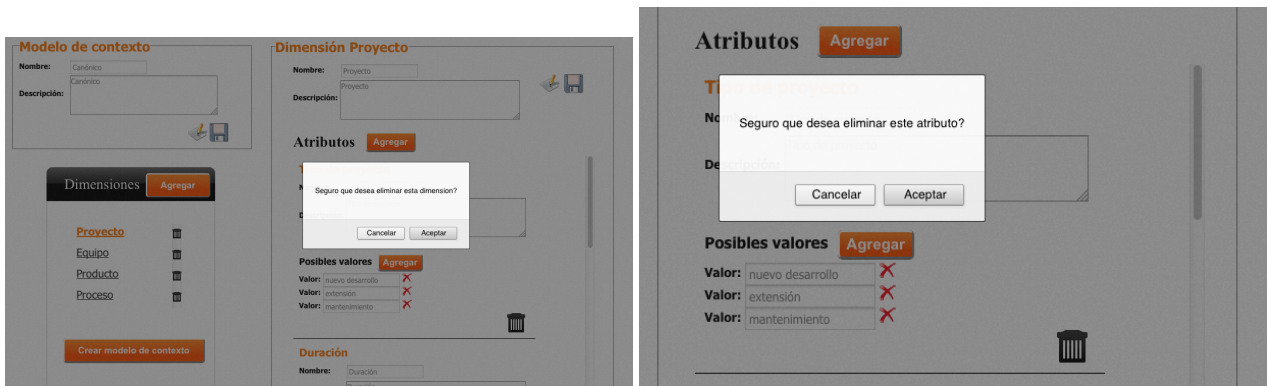 Modelo de contexto
Nombre: Canónico
Descripción: Canónico
Dimensiones Agregar
Proyecto
Equipo
Producto
Proceso
Crear modelo de contexto
Dimensión Proyecto
Nombre: Proyecto
Descripción: Proyecto
Atributos Agregar
Seguro que desea eliminar esta dimension?
Cancelar Aceptar
Posibles valores Agregar
Valor: nuevo desarrollo
Valor: extensión
Valor: mantenimiento
Duración
Nombre: Duración
Atributos Agregar
Seguro que desea eliminar este atributo?
Cancelar Aceptar
Posibles valores Agregar
Valor: nuevo desarrollo
Valor: extensión
Valor: mantenimiento